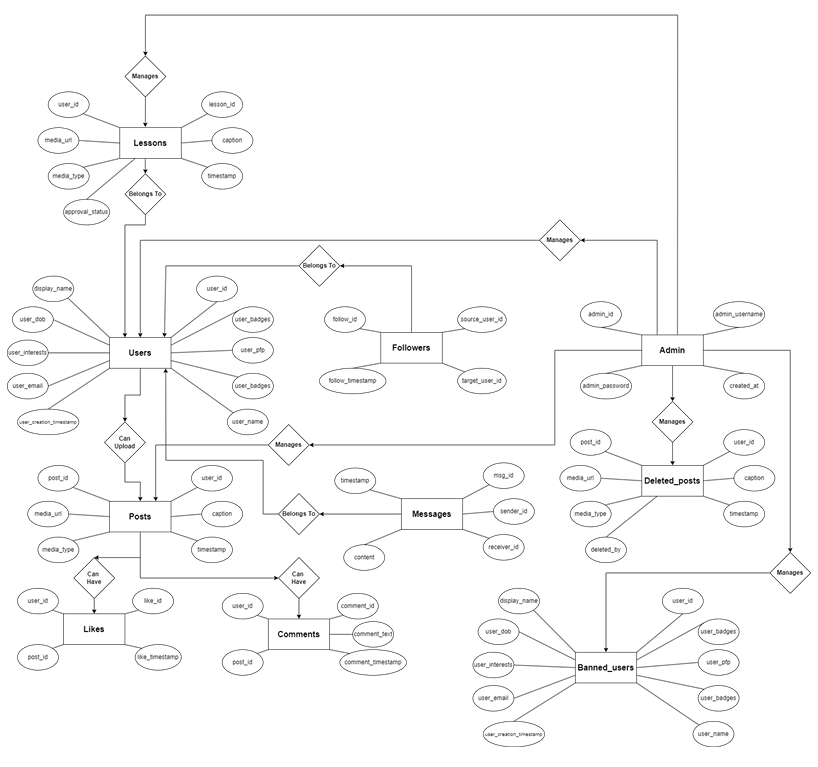 Manages
user_id
lesson_id
Lessons
media_url
caption
media_type
timestamp
Belongs To
approval_status
Manages
Belongs To
display_name
user_id
user_dob
user_badges
user_interests
Users
user_pfp
user_email
user_badges
user_creation_timestamp
user_name
follow_id
source_user_id
Followers
follow_timestamp
target_user_id
admin_id
admin_username
Admin
admin_password
created_at
Can
Upload
Manages
Manages
post_id
user_id
media_url
Posts
caption
media_type
timestamp
timestamp
msg_id
Belongs To
Messages
sender_id
content
receiver_id
post_id
user_id
media_url
Deleted_posts
caption
media_type
timestamp
deleted_by
Can
Have
Can
Have
Manages
user_id
like_id
Likes
post_id
like_timestamp
user_id
comment_id
Comments
comment_text
post_id
comment_timestamp
display_name
user_id
user_dob
user_badges
user_interests
Banned_users
user_pfp
user_email
user_badges
user_creation_timestamp
user_name